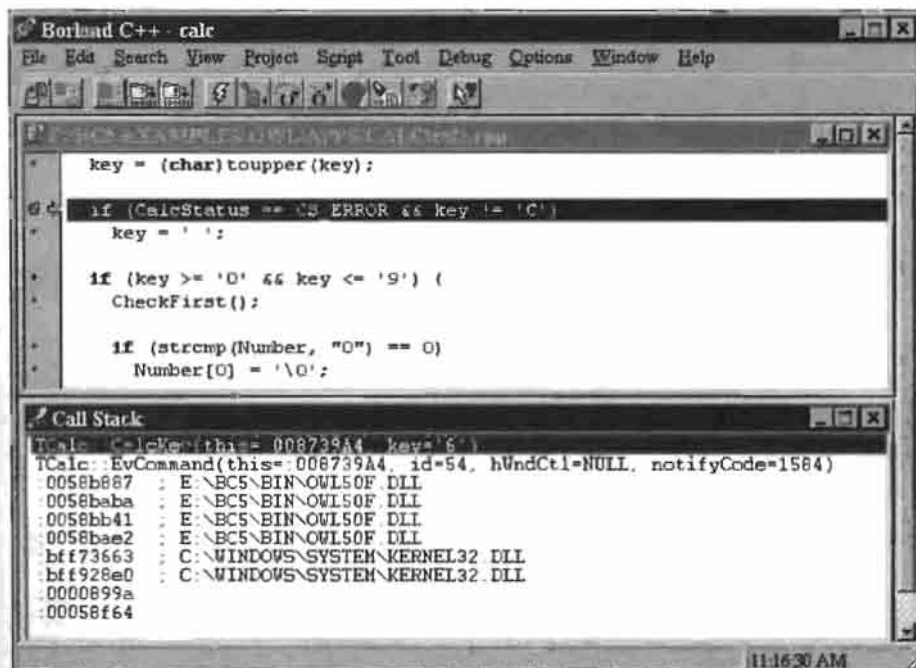 Borland C++ - calc
File Edit Search View Project Script Tool Debug Options Window Help
key = (char)toupper(key);
if (CalcStatus == CS_ERROR && key != 'C')
key = ' ';
if (key >= '0' && key <= '9') {
CheckFirst();
if (strcmp(Number, "0") == 0)
Number[0] = '\0';
Call Stack
TCalc::CalcKey(this=:008739A4, key='6')
TCalc::EvCommand(this=:008739A4, id=54, hWndCtl=NULL, notifyCode=1584)
:0058b887 ; E:\BC5\BIN\OWL50F.DLL
:0058baba ; E:\BC5\BIN\OWL50F.DLL
:0058bb41 ; E:\BC5\BIN\OWL50F.DLL
:0058bae2 ; E:\BC5\BIN\OWL50F.DLL
:bff73663 ; C:\WINDOWS\SYSTEM\KERNEL32.DLL
:bff928e0 ; C:\WINDOWS\SYSTEM\KERNEL32.DLL
:0000899a
:00058f64
11:16:30 AM